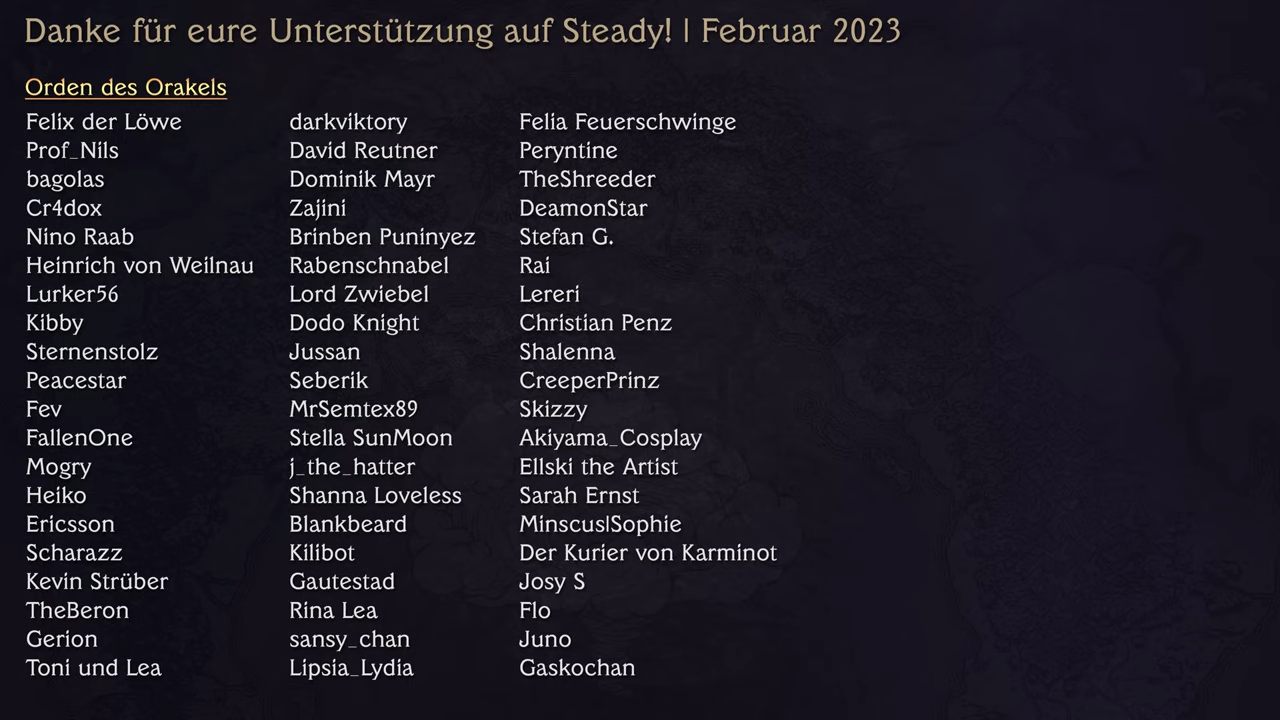 Danke für eure Unterstützung auf Steady! | Februar 2023
Orden des Orakels
Felix der Löwe
Prof_Nils
bagolas
Cr4dox
Nino Raab
Heinrich von Weilnau
Lurker56
Kibby
Sternenstolz
Peacestar
Fev
FallenOne
Mogry
Heiko
Ericsson
Scharazz
Kevin Strüber
TheBeron
Gerion
Toni und Lea
darkviktory
David Reutner
Dominik Mayr
Zajini
Brinben Puninyez
Rabenschnabel
Lord Zwiebel
Dodo Knight
Jussan
Seberik
MrSemtex89
Stella SunMoon
j_the_hatter
Shanna Loveless
Blankbeard
Kilibot
Gautestad
Rina Lea
sansy_chan
Lipsia_Lydia
Felia Feuerschwinge
Peryntine
TheShreeder
DeamonStar
Stefan G.
Rai
Lereri
Christian Penz
Shalenna
CreeperPrinz
Skizzy
Akiyama_Cosplay
Ellski the Artist
Sarah Ernst
Minscus|Sophie
Der Kurier von Karminot
Josy S
Flo
Juno
Gaskochan